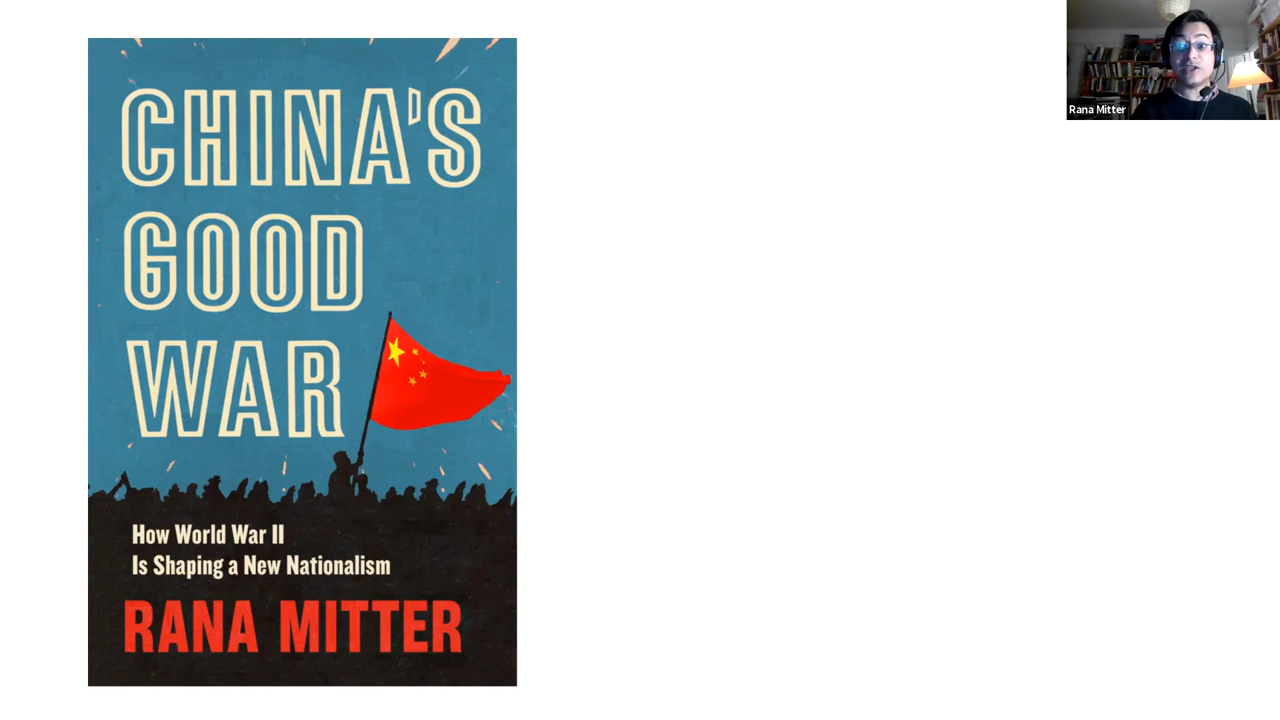 CHINA'S
GOOD
WAR
How World War II
Is Shaping a New Nationalism
RANA MITTER
Rana Mitter